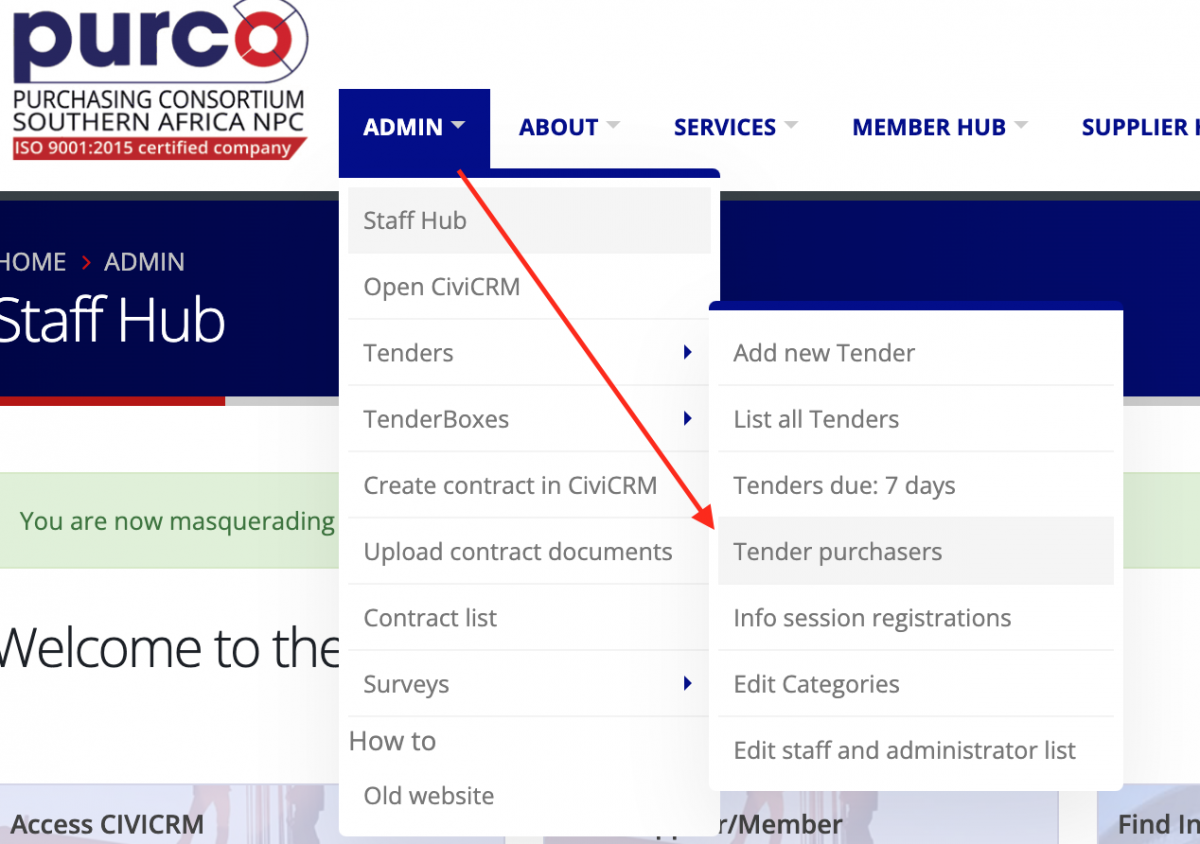 purco
PURCHASING CONSORTIUM
SOUTHERN AFRICA NPC
ISO 9001:2015 certified company
ADMIN
ABOUT
SERVICES
MEMBER HUB
SUPPLIER
HOME > ADMIN
Staff Hub
Staff Hub
Open CiviCRM
Tenders
TenderBoxes
Create contract in CiviCRM
Upload contract documents
Contract list
Surveys
How to
Old website
Add new Tender
List all Tenders
Tenders due: 7 days
Tender purchasers
Info session registrations
Edit Categories
Edit staff and administrator list
You are now masquerading
Welcome to the
Access CIVICRM
r/Member
Find In